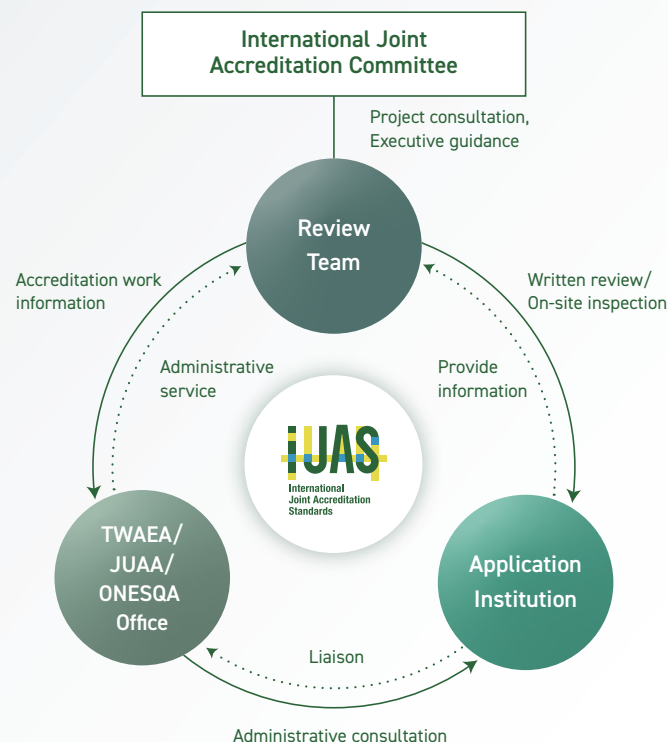 International Joint
Accreditation Committee
Project consultation,
Executive guidance
Review
Team
Accreditation work
information
Written review/
On-site inspection
Administrative
service
Provide
information
iJAS
International
Joint Accreditation
Standards
TWAEA/
JUAA/
ONESQA
Office
Application
Institution
Liaison
Administrative consultation